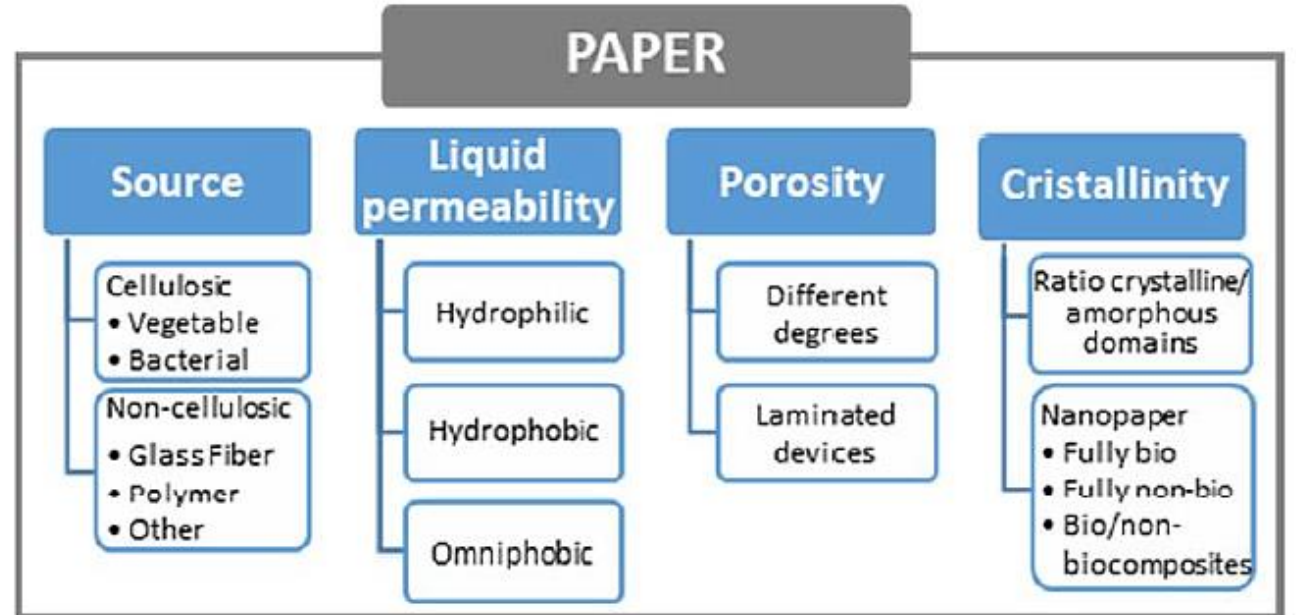 PAPER
Source
Cellulosic
• Vegetable
• Bacterial
Non-cellulosic
• Glass Fiber
• Polymer
• Other
Liquid
permeability
Hydrophilic
Hydrophobic
Omniphobic
Porosity
Different
degrees
Laminated
devices
Cristallinity
Ratio crystalline/
amorphous
domains
Nanopaper
• Fully bio
• Fully non-bio
• Bio/non-
biocomposites